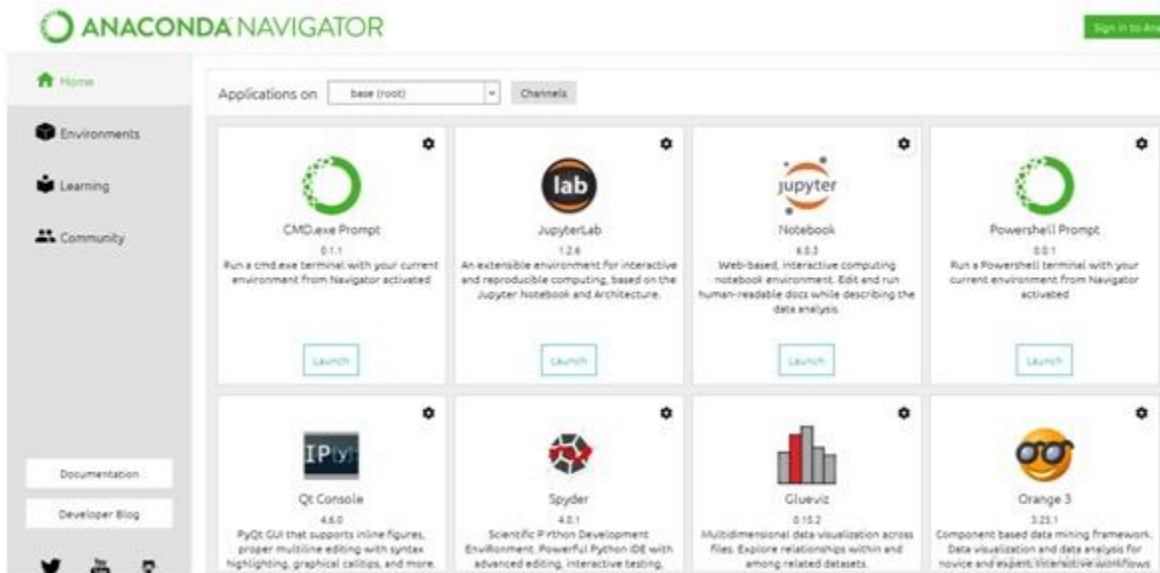 ANACONDA NAVIGATOR
Sign in to Ana
Home
Environments
Learning
Community
Documentation
Developer Blog
Applications on
base (root)
Channels
CMD.exe Prompt
0.1.1
Run a cmd.exe terminal with your current
environment from Navigator activated
Launch
lab
JupyterLab
1.2.6
An extensible environment for interactive
and reproducible computing, based on the
Jupyter Notebook and Architecture.
Launch
jupyter
Notebook
6.0.3
Web-based, interactive computing
notebook environment. Edit and run
human-readable docs while describing the
data analysis.
Launch
Powershell Prompt
0.0.1
Run a Powershell terminal with your
current environment from Navigator
activated
Launch
IP[y]:
Qt Console
4.6.0
PyQt GUI that supports inline figures,
proper multiline editing with syntax
highlighting, graphical calltips, and more.
Spyder
4.0.1
Scientific Python Development
EnviRonment. Powerful Python IDE with
advanced editing, interactive testing,
Glueviz
0.15.2
Multidimensional data visualization across
files. Explore relationships within and
among related datasets.
Orange 3
3.23.1
Component based data mining framework.
Data visualization and data analysis for
novice and expert. Interactive workflows